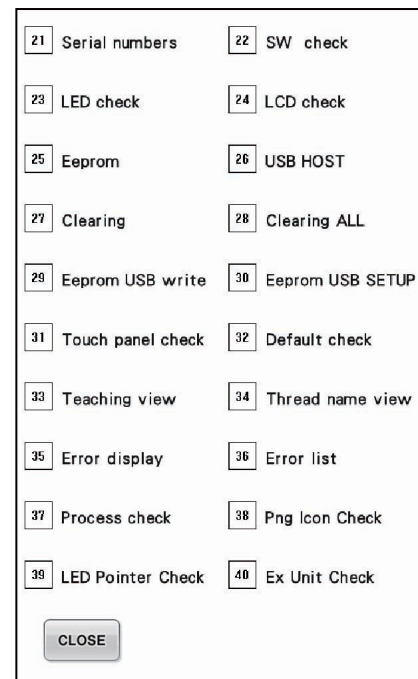 21 Serial numbers 22 SW check
23 LED check 24 LCD check
25 Eeprom 26 USB HOST
27 Clearing 28 Clearing ALL
29 Eeprom USB write 30 Eeprom USB SETUP
31 Touch panel check 32 Default check
33 Teaching view 34 Thread name view
35 Error display 36 Error list
37 Process check 38 Png Icon Check
39 LED Pointer Check 40 Ex Unit Check
CLOSE